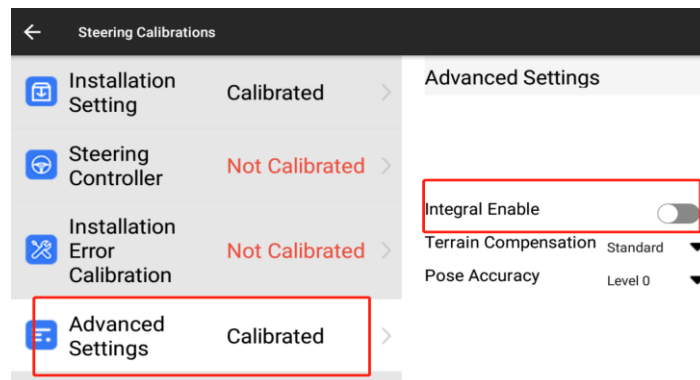 Steering Calibrations
Installation
Setting
Calibrated
Steering
Controller
Not Calibrated
Installation
Error
Calibration
Not Calibrated
Advanced
Settings
Calibrated
Advanced Settings
Integral Enable
Terrain Compensation Standard
Pose Accuracy Level 0